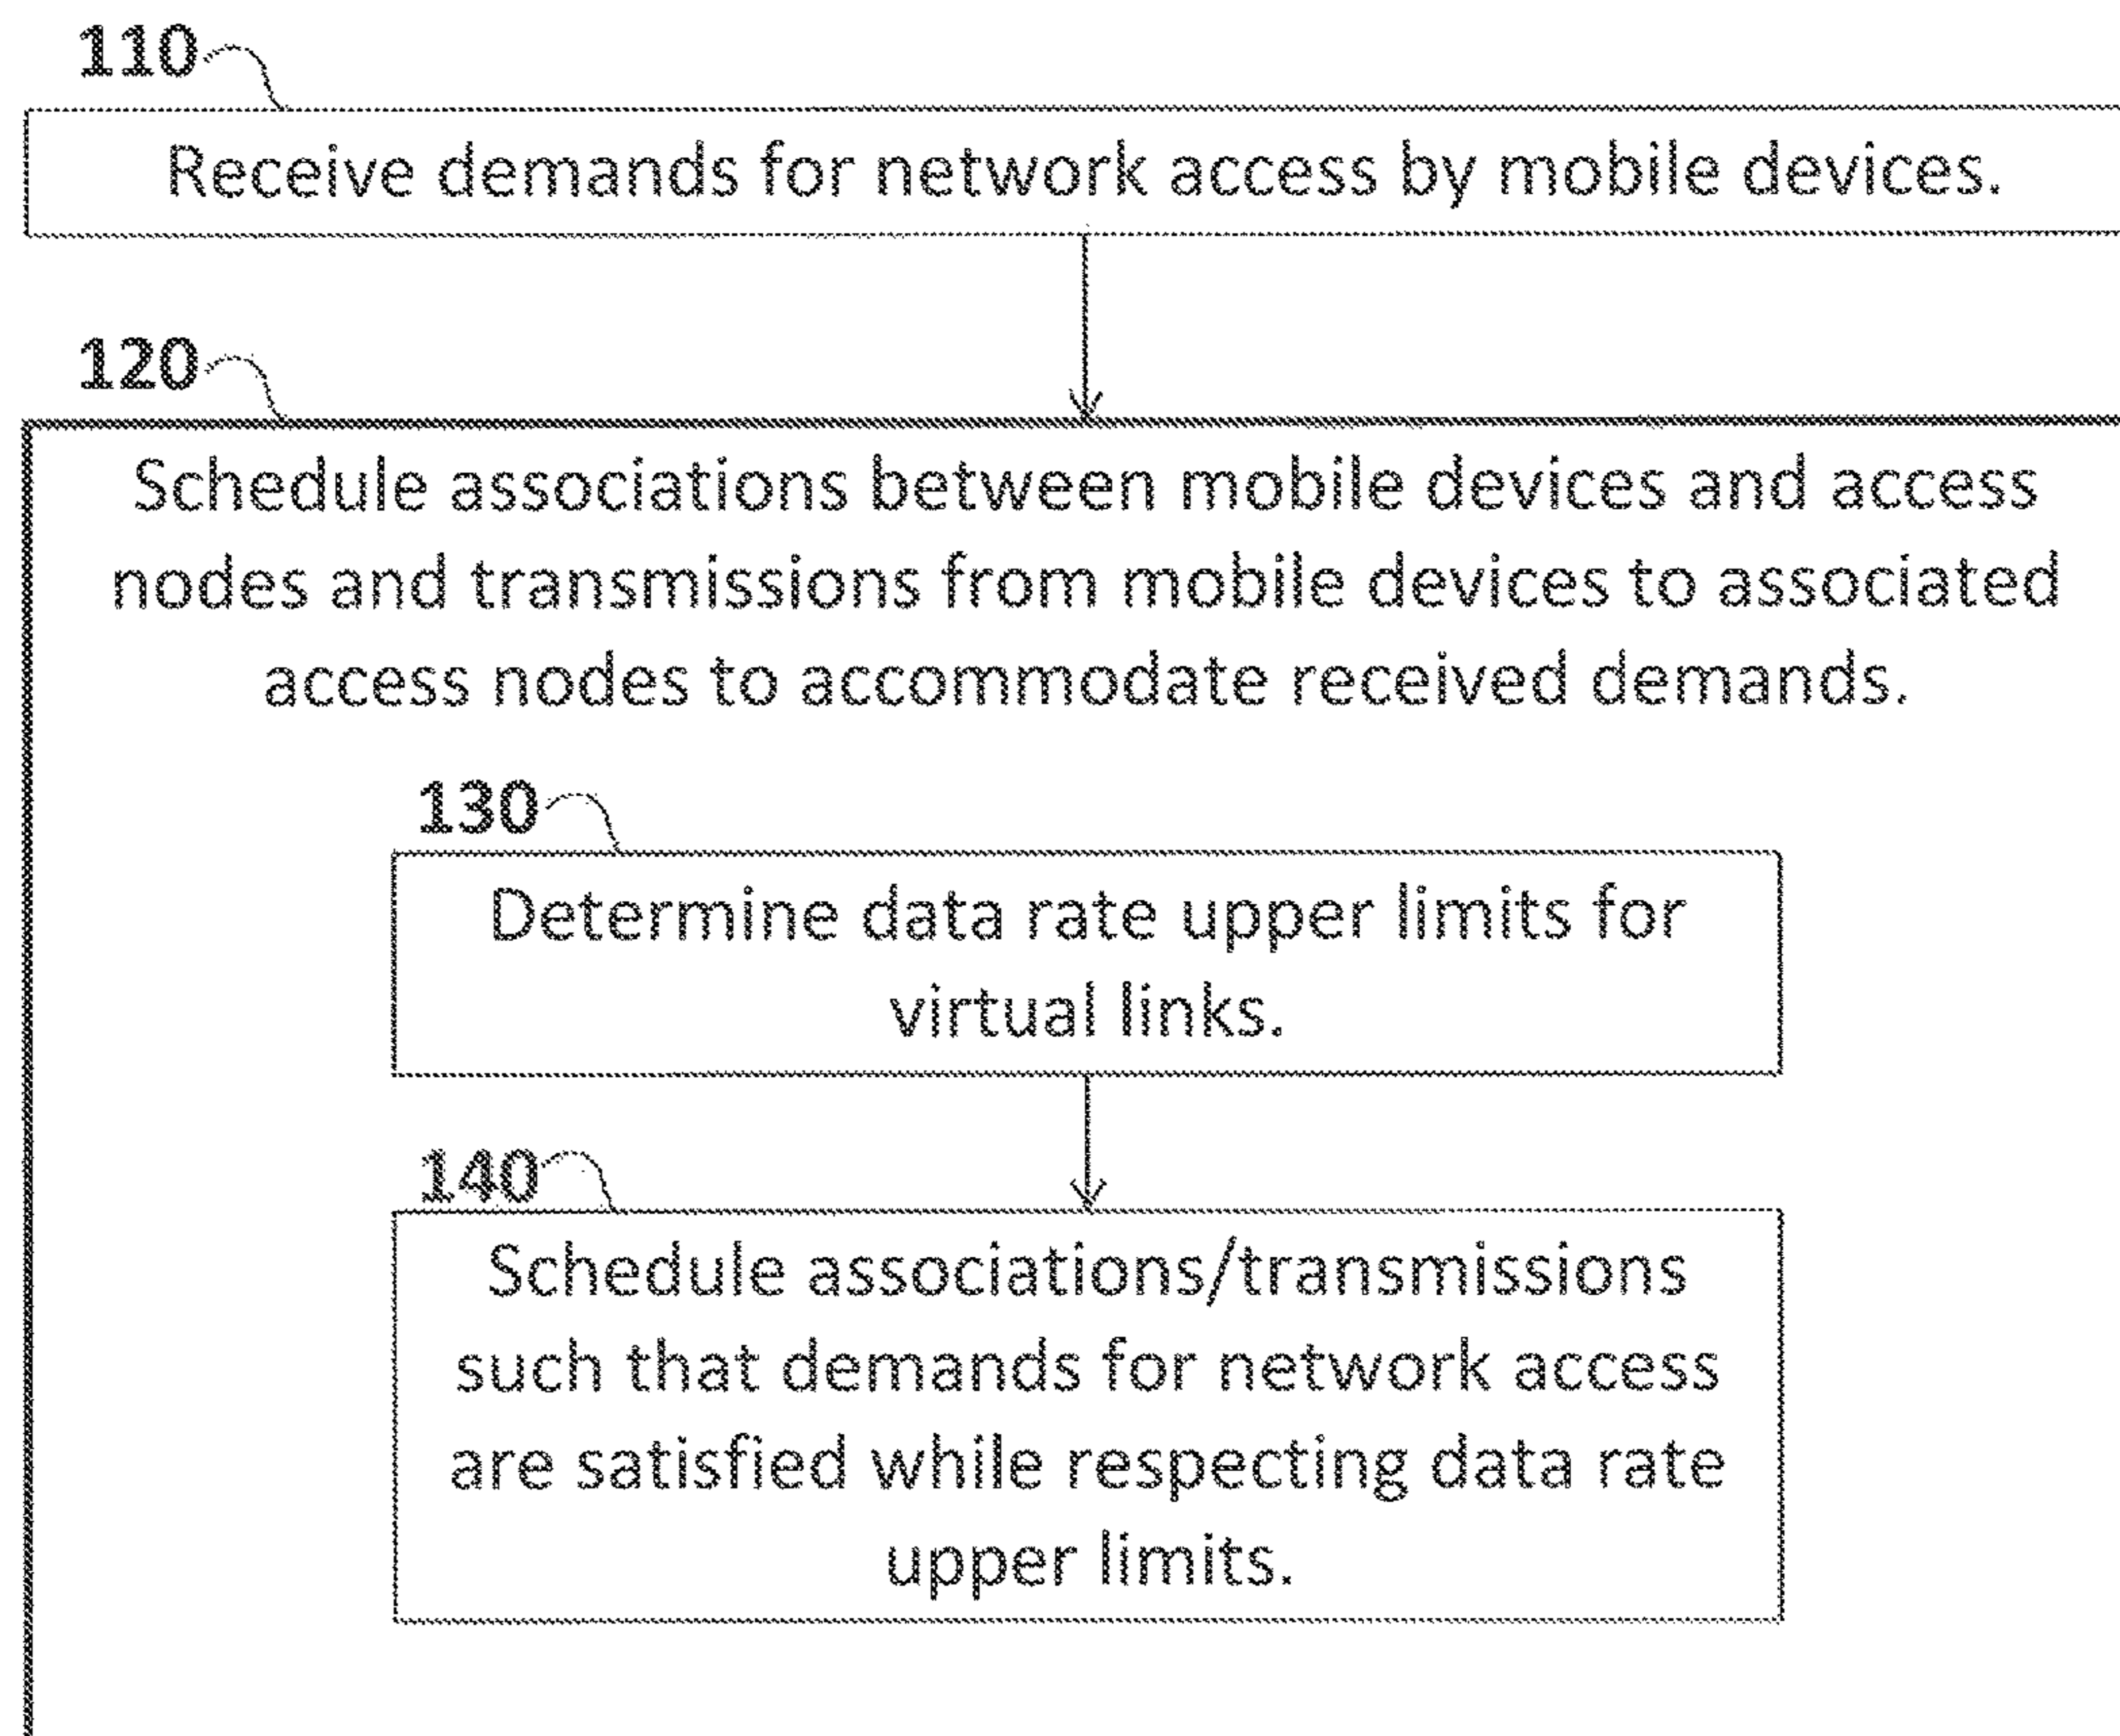 110
Receive demands for network access by mobile devices.
120
Schedule associations between mobile devices and access
nodes and transmissions from mobile devices to associated
access nodes to accommodate received demands.
130
Determine data rate upper limits for
virtual links.
140
Schedule associations/transmissions
such that demands for network access
are satisfied while respecting data rate
upper limits.